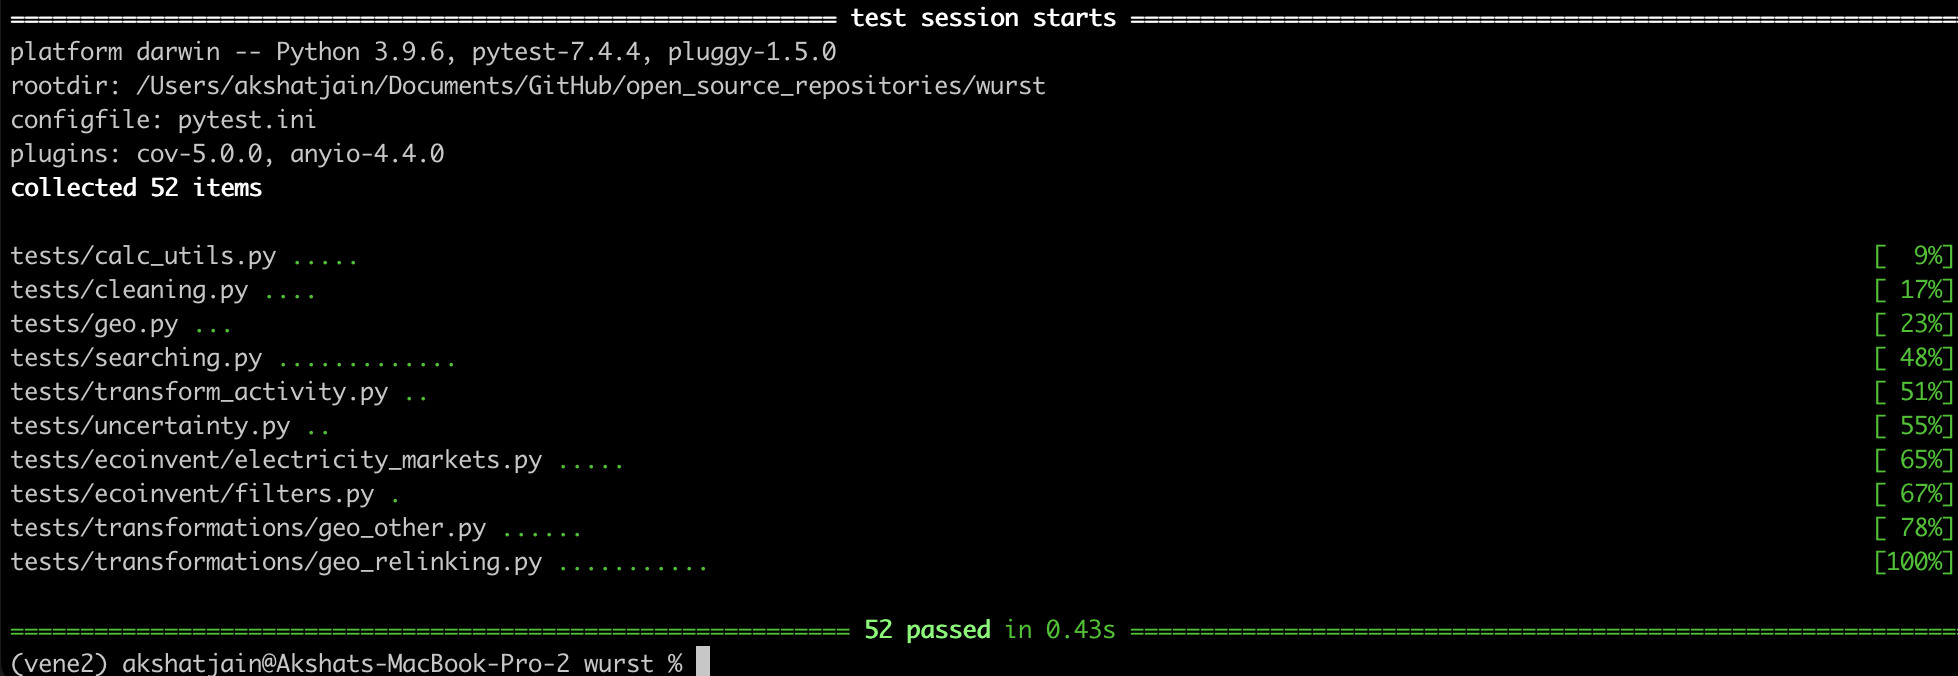 ============================================================ test session starts ============================================================
platform darwin -- Python 3.9.6, pytest-7.4.4, pluggy-1.5.0
rootdir: /Users/akshatjain/Documents/GitHub/open_source_repositories/wurst
configfile: pytest.ini
plugins: cov-5.0.0, anyio-4.4.0
collected 52 items
tests/calc_utils.py ..... [  9%]
tests/cleaning.py .... [ 17%]
tests/geo.py ... [ 23%]
tests/searching.py ............. [ 48%]
tests/transform_activity.py .. [ 51%]
tests/uncertainty.py .. [ 55%]
tests/ecoinvent/electricity_markets.py ..... [ 65%]
tests/ecoinvent/filters.py . [ 67%]
tests/transformations/geo_other.py ...... [ 78%]
tests/transformations/geo_relinking.py ........... [100%]
============================================================ 52 passed in 0.43s ============================================================
(vene2) akshatjain@Akshats-MacBook-Pro-2 wurst %